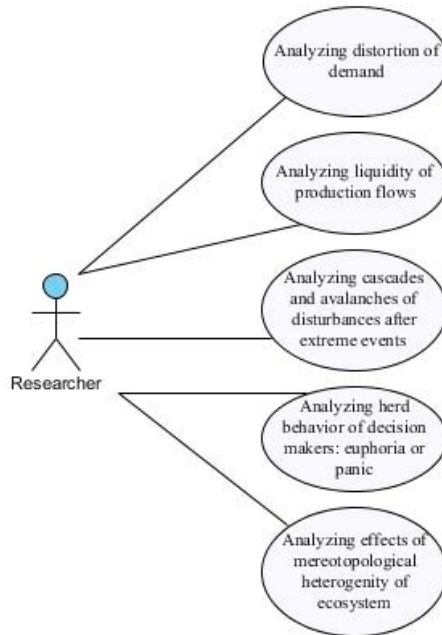 Analyzing distortion of
demand
Analyzing liquidity of
production flows
Analyzing cascades
and avalanches of
disturbances after
extreme events
Researcher
Analyzing herd
behavior of decision
makers: euphoria or
panic
Analyzing effects of
mereotopological
heterogenity of
ecosystem